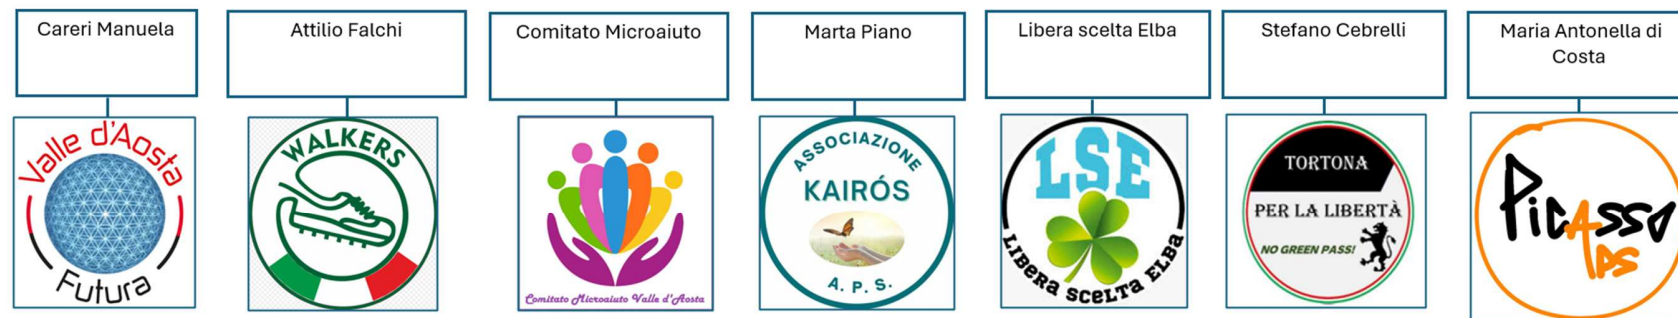 Careri Manuela
Attilio Falchi
Comitato Microaiuto
Marta Piano
Libera scelta Elba
Stefano Cebrelli
Maria Antonella di
Costa
Valle d'Aosta
Futura
WALKERS
Comitato Microaiuto Valle d'Aosta
ASSOCIAZIONE
KAIRÓS
A. P. S.
LSE
LIBERA SCELTA ELBA
TORTONA
PER LA LIBERTÀ
NO GREEN PASS!
Picasso
APS